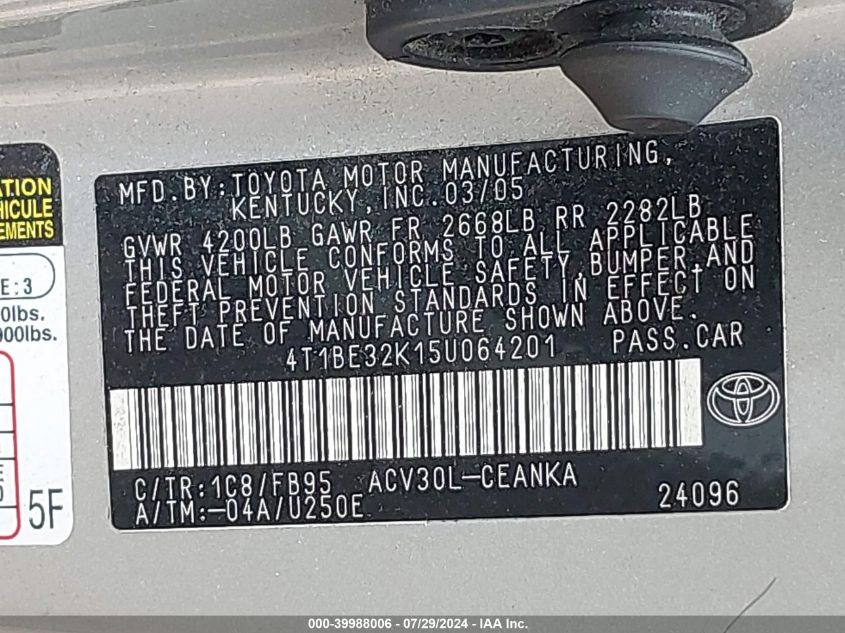 ATION
HICULE
EMENTS
E:3
0lbs.
900lbs.
5F
MFD.BY:TOYOTA MOTOR MANUFACTURING,
KENTUCKY,INC.03/05
GVWR 4200LB GAWR FR 2668LB RR 2282LB
THIS VEHICLE CONFORMS TO ALL APPLICABLE
FEDERAL MOTOR VEHICLE SAFETY,BUMPER,AND
THEFT PREVENTION STANDARDS IN EFFECT ON
THE DATE OF MANUFACTURE SHOWN ABOVE.
4T1BE32K15U064201 PASS.CAR
C/TR:1C8/FB95 ACV30L-CEANKA
A/TM:-04A/U250E 24096
000-39988006 - 07/29/2024 - IAA Inc.